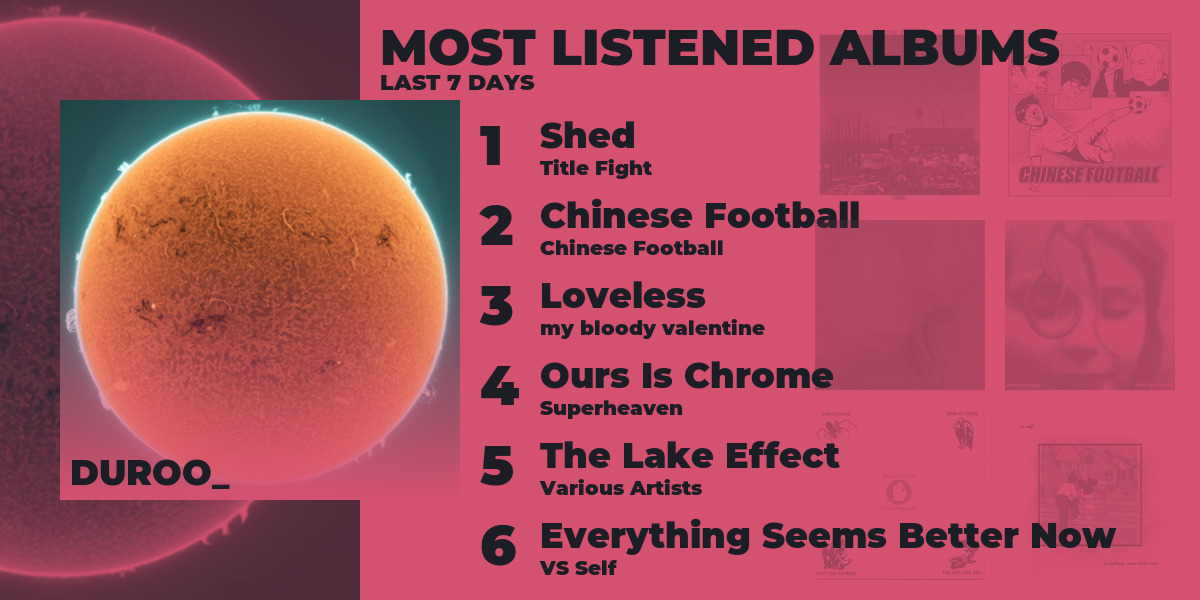 MOST LISTENED ALBUMS
LAST 7 DAYS
1 Shed
Title Fight
2 Chinese Football
Chinese Football
3 Loveless
my bloody valentine
4 Ours Is Chrome
Superheaven
5 The Lake Effect
Various Artists
6 Everything Seems Better Now
VS Self
DUROO_
CHINESE FOOTBALL